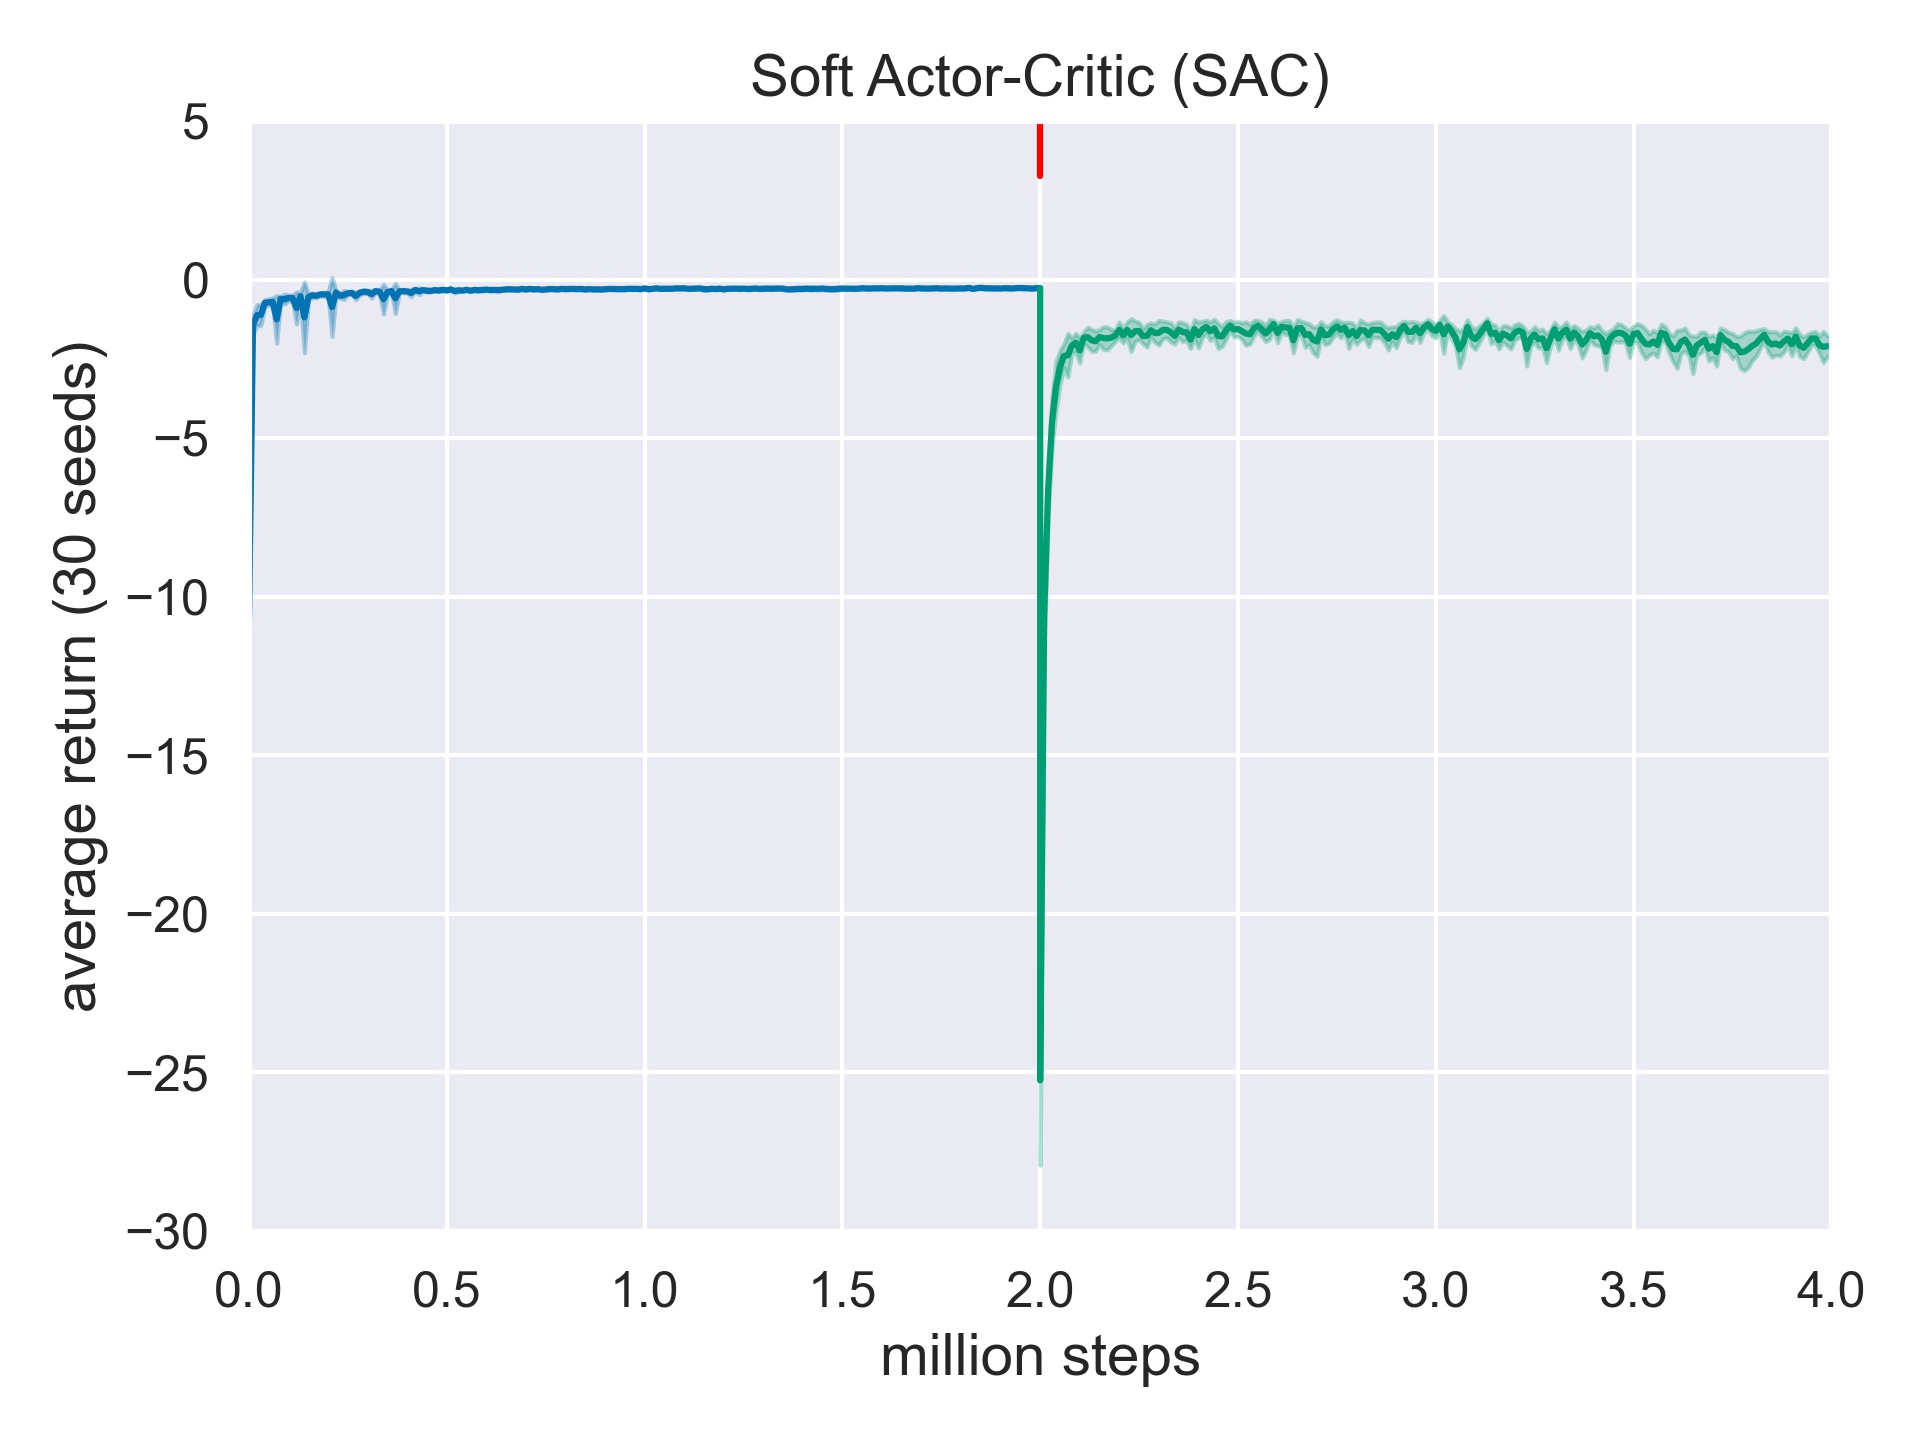 Soft Actor-Critic (SAC)
5
0
−5
−10
−15
−20
−25
−30
average return (30 seeds)
0.0 0.5 1.0 1.5 2.0 2.5 3.0 3.5 4.0
million steps